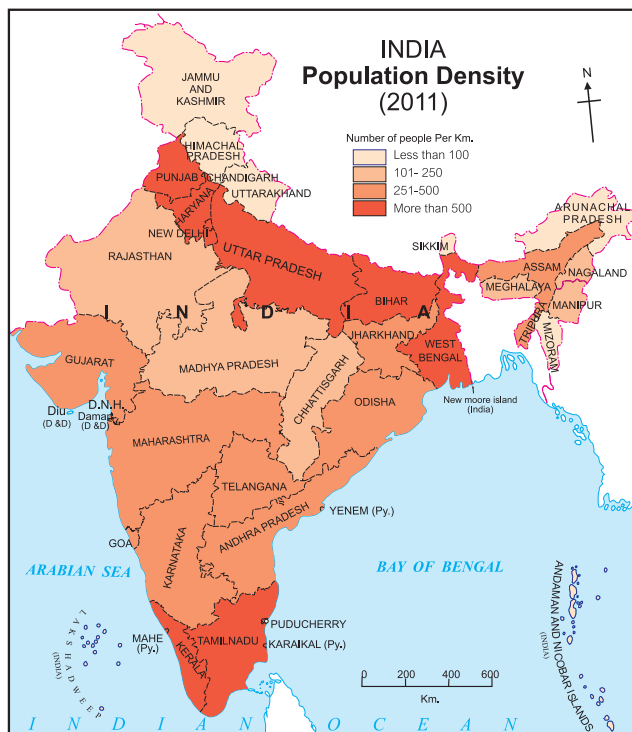 INDIA
Population Density
(2011)
N
Number of people Per Km.
Less than 100
101- 250
251-500
More than 500
JAMMU
AND
KASHMIR
HIMACHAL
PRADESH
PUNJAB
CHANDIGARH
UTTARAKHAND
HARYANA
NEW DELHI
RAJASTHAN
UTTAR PRADESH
SIKKIM
ARUNACHAL
PRADESH
ASSAM
NAGALAND
MEGHALAYA
MANIPUR
BIHAR
TRIPURA
MIZORAM
I N D I A
JHARKHAND
WEST
BENGAL
GUJARAT
MADHYA PRADESH
CHHATTISGARH
ODISHA
New moore island
(India)
D.N.H.
Diu
(D &D)
Daman
(D &D)
MAHARASHTRA
TELANGANA
ANDHRA PRADESH
YENEM (Py.)
GOA
KARNATAKA
ARABIAN SEA
BAY OF BENGAL
ANDAMAN AND NICOBAR ISLANDS
(INDIA)
LAKSHADWEEP
(INDIA)
MAHE
(Py.)
KERALA
TAMILNADU
PUDUCHERRY
KARAIKAL (Py.)
0 200 400 600
Km.
I N D I A N O C E A N